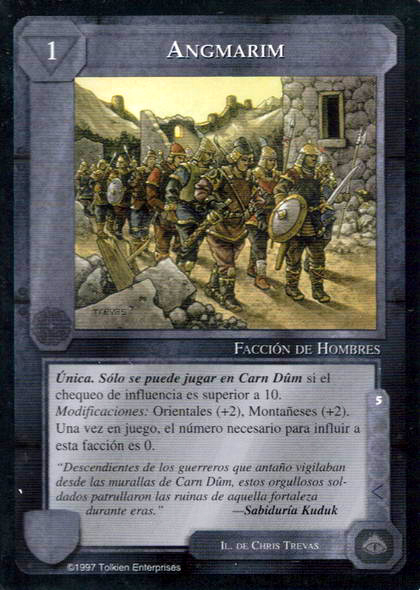 1
ANGMARIM
TREVAS
FACCIÓN DE HOMBRES
Única. Sólo se puede jugar en Carn Dûm si el
chequeo de influencia es superior a 10.
Modificaciones: Orientales (+2), Montañeses (+2).
Una vez en juego, el número necesario para influir a
esta facción es 0.
5
“Descendientes de los guerreros que antaño vigilaban
desde las murallas de Carn Dûm, estos orgullosos sol-
dados patrullaron las ruinas de aquella fortaleza
durante eras.” —Sabiduría Kuduk
IL. DE CHRIS TREVAS
©1997 Tolkien Enterprises